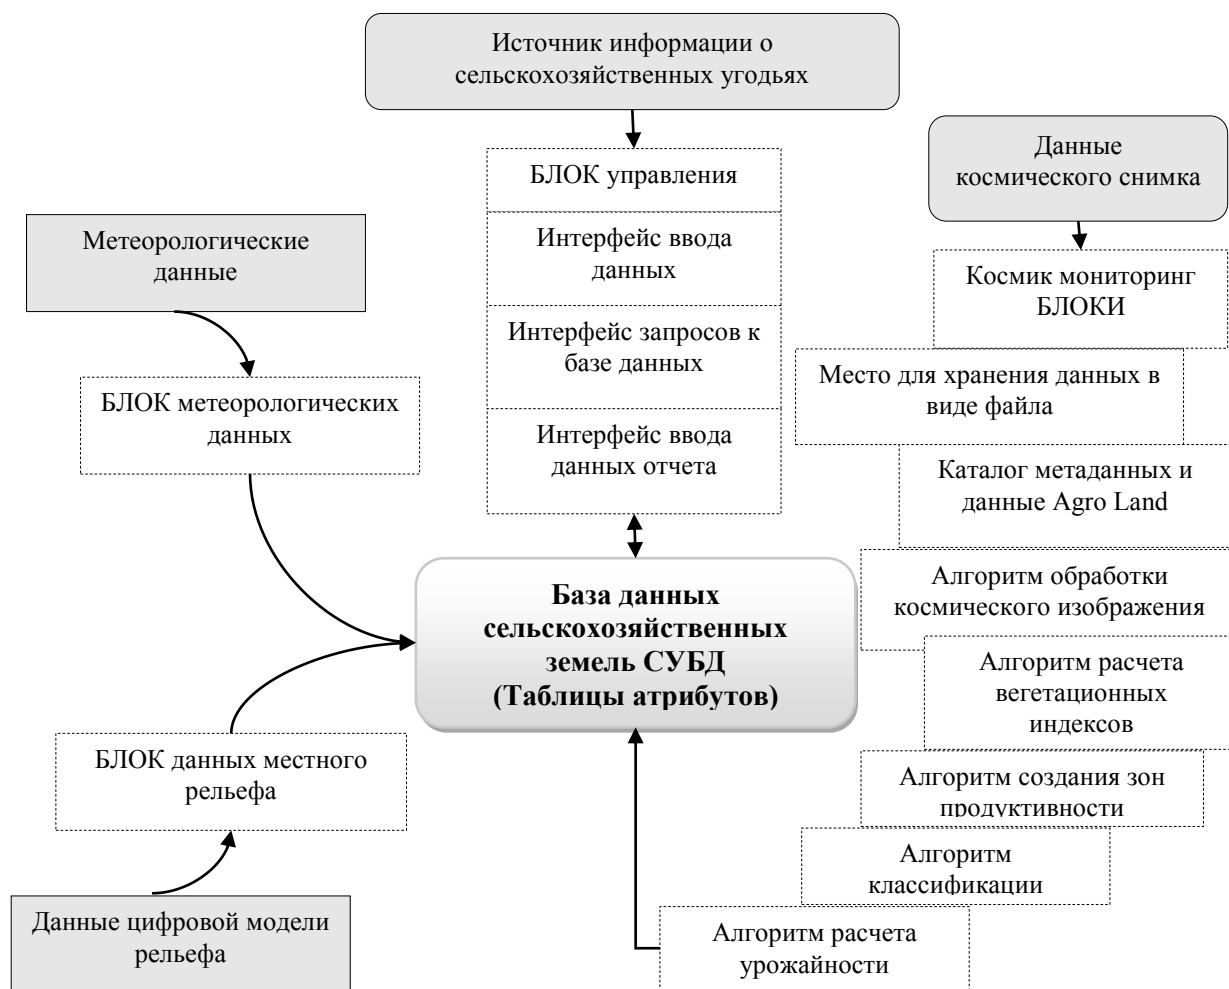 Источник информации о
сельскохозяйственных угодьях
Данные
космического снимка
БЛОК управления
Метеорологические
данные
Интерфейс ввода
данных
Космик мониторинг
БЛОКИ
Интерфейс запросов к
базе данных
Место для хранения данных в
виде файла
БЛОК метеорологических
данных
Интерфейс ввода
данных отчета
Каталог метаданных и
данные Agro Land
Алгоритм обработки
космического изображения
База данных
сельскохозяйственных
земель СУБД
(Таблицы атрибутов)
Алгоритм расчета
вегетационных
индексов
БЛОК данных местного
рельефа
Алгоритм создания зон
продуктивности
Алгоритм
классификации
Данные цифровой модели
рельефа
Алгоритм расчета
урожайности